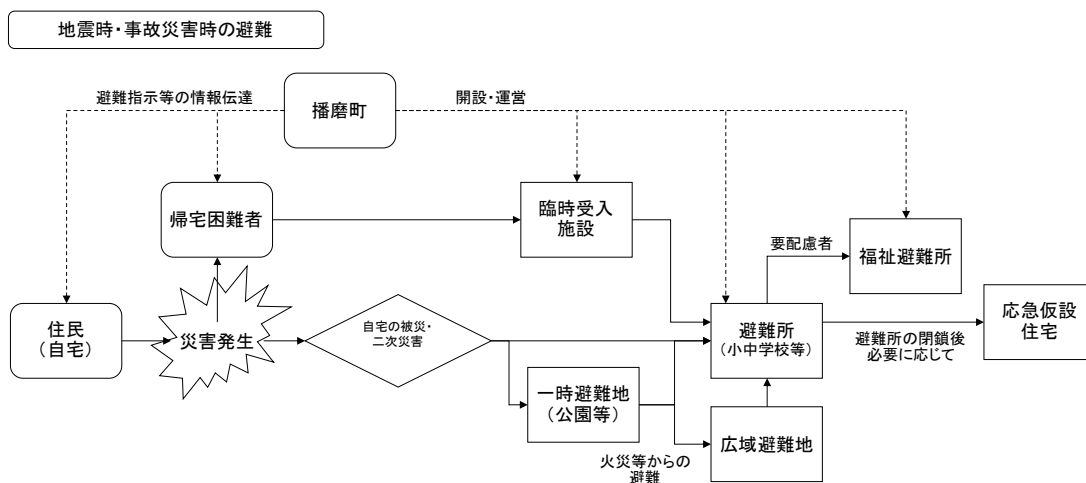 地震時・事故災害時の避難
避難指示等の情報伝達
播磨町
開設・運営
帰宅困難者
臨時受入
施設
要配慮者
福祉避難所
住民
（自宅）
災害発生
自宅の被災・
二次災害
避難所
（小中学校等）
避難所の閉鎖後
必要に応じて
応急仮設
住宅
一時避難地
（公園等）
火災等からの
避難
広域避難地